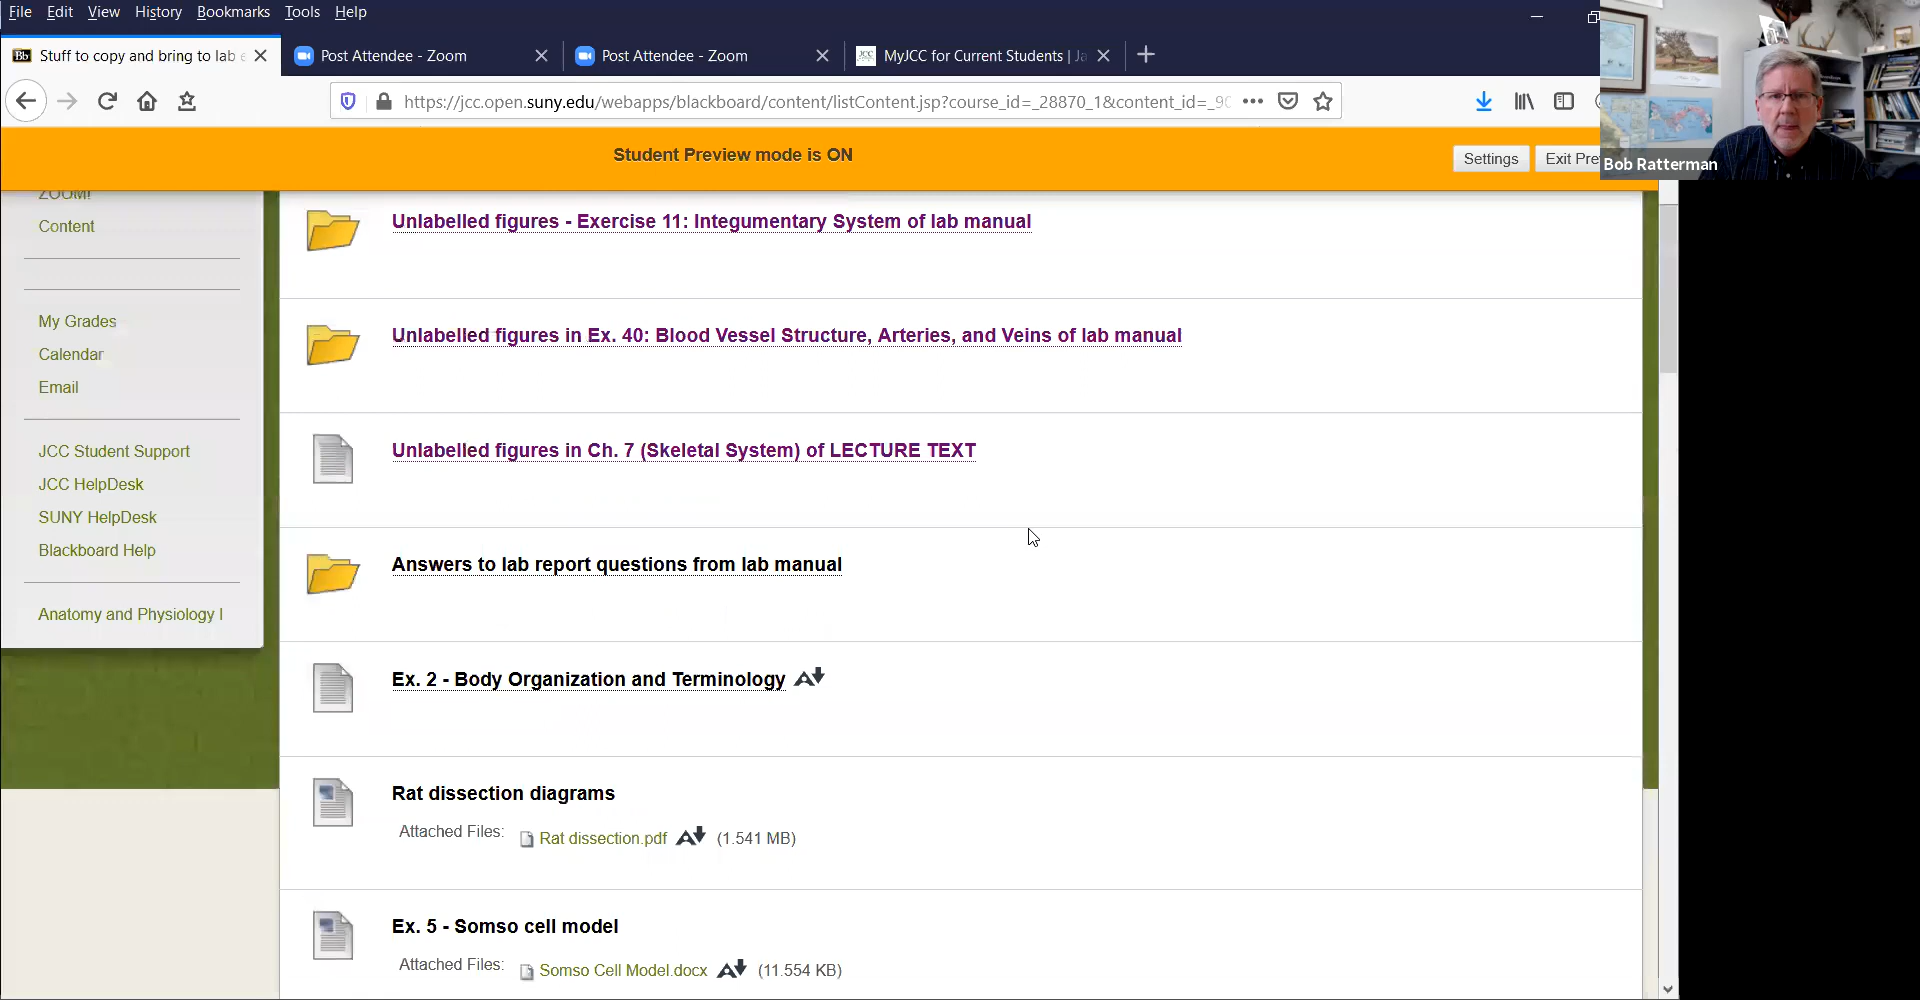 File Edit View History Bookmarks Tools Help
Bb Stuff to copy and bring to lab
Post Attendee - Zoom
Post Attendee - Zoom
JCC MyJCC for Current Students | Ja
https://jcc.open.suny.edu/webapps/blackboard/content/listContent.jsp?course_id=_28870_1&content_id=_90
Student Preview mode is ON
Settings
Exit Pre
Bob Ratterman
ZOOM!
Content
My Grades
Calendar
Email
JCC Student Support
JCC HelpDesk
SUNY HelpDesk
Blackboard Help
Anatomy and Physiology I
Unlabelled figures - Exercise 11: Integumentary System of lab manual
Unlabelled figures in Ex. 40: Blood Vessel Structure, Arteries, and Veins of lab manual
Unlabelled figures in Ch. 7 (Skeletal System) of LECTURE TEXT
Answers to lab report questions from lab manual
Ex. 2 - Body Organization and Terminology
Rat dissection diagrams
Attached Files: Rat dissection.pdf (1.541 MB)
Ex. 5 - Somso cell model
Attached Files: Somso Cell Model.docx (11.554 KB)